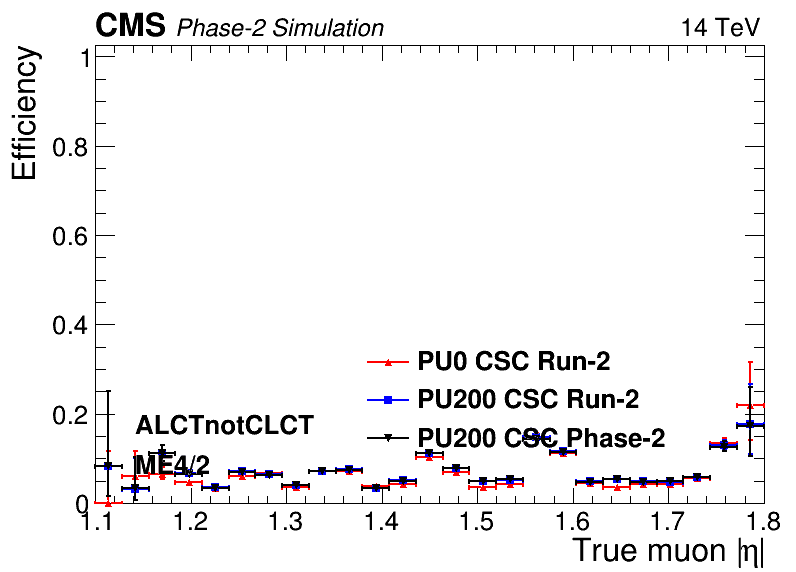 CMS Phase-2 Simulation 14 TeV
Efficiency
1
0.8
0.6
0.4
0.2
0
PU0 CSC Run-2
PU200 CSC Run-2
PU200 CSC Phase-2
ALCTnotCLCT
ME4/2
1.1 1.2 1.3 1.4 1.5 1.6 1.7 1.8
True muon |η|